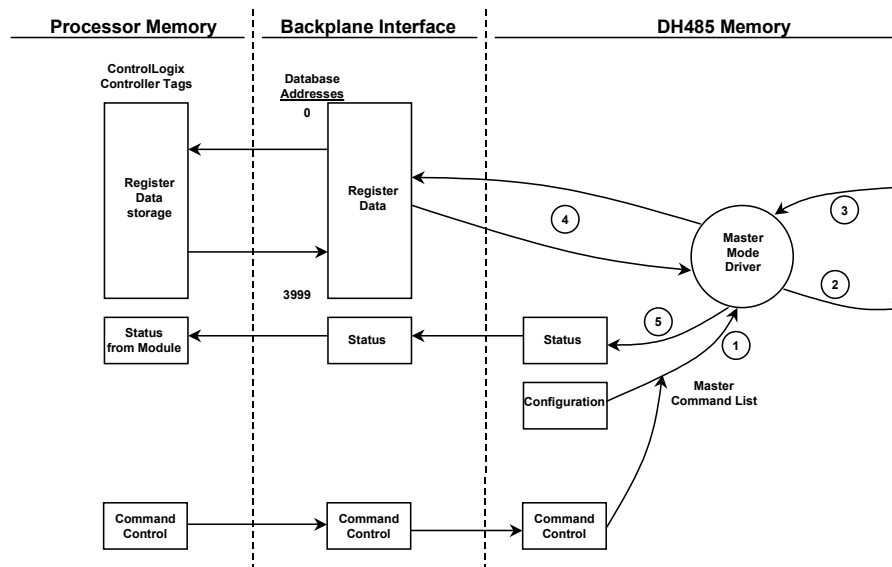 Processor Memory
Backplane Interface
DH485 Memory
ControlLogix
Controller Tags
Database
Addresses
0
Register
Data
storage
Register
Data
3999
4
3
Master
Mode
Driver
2
Status
from Module
Status
Status
5
1
Configuration
Master
Command List
Command
Control
Command
Control
Command
Control